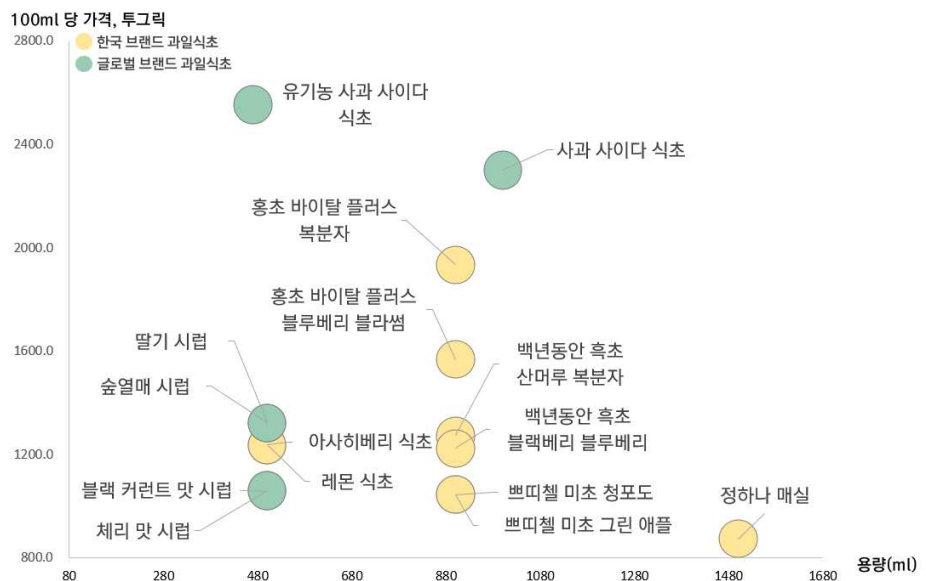 100ml 당 가격, 투그릭
2800.0
한국 브랜드 과일식초
글로벌 브랜드 과일식초
유기농 사과 사이다
식초
2400.0
사과 사이다 식초
홍초 바이탈 플러스
복분자
2000.0
홍초 바이탈 플러스
블루베리 블라썸
딸기 시럽
1600.0
백년동안 흑초
산머루 복분자
숲열매 시럽
백년동안 흑초
블랙베리 블루베리
아사히베리 식초
1200.0
레몬 식초
블랙 커런트 맛 시럽
쁘띠첼 미초 청포도
정하나 매실
체리 맛 시럽
쁘띠첼 미초 그린 애플
800.0
용량(ml)
80 280 480 680 880 1080 1280 1480 1680